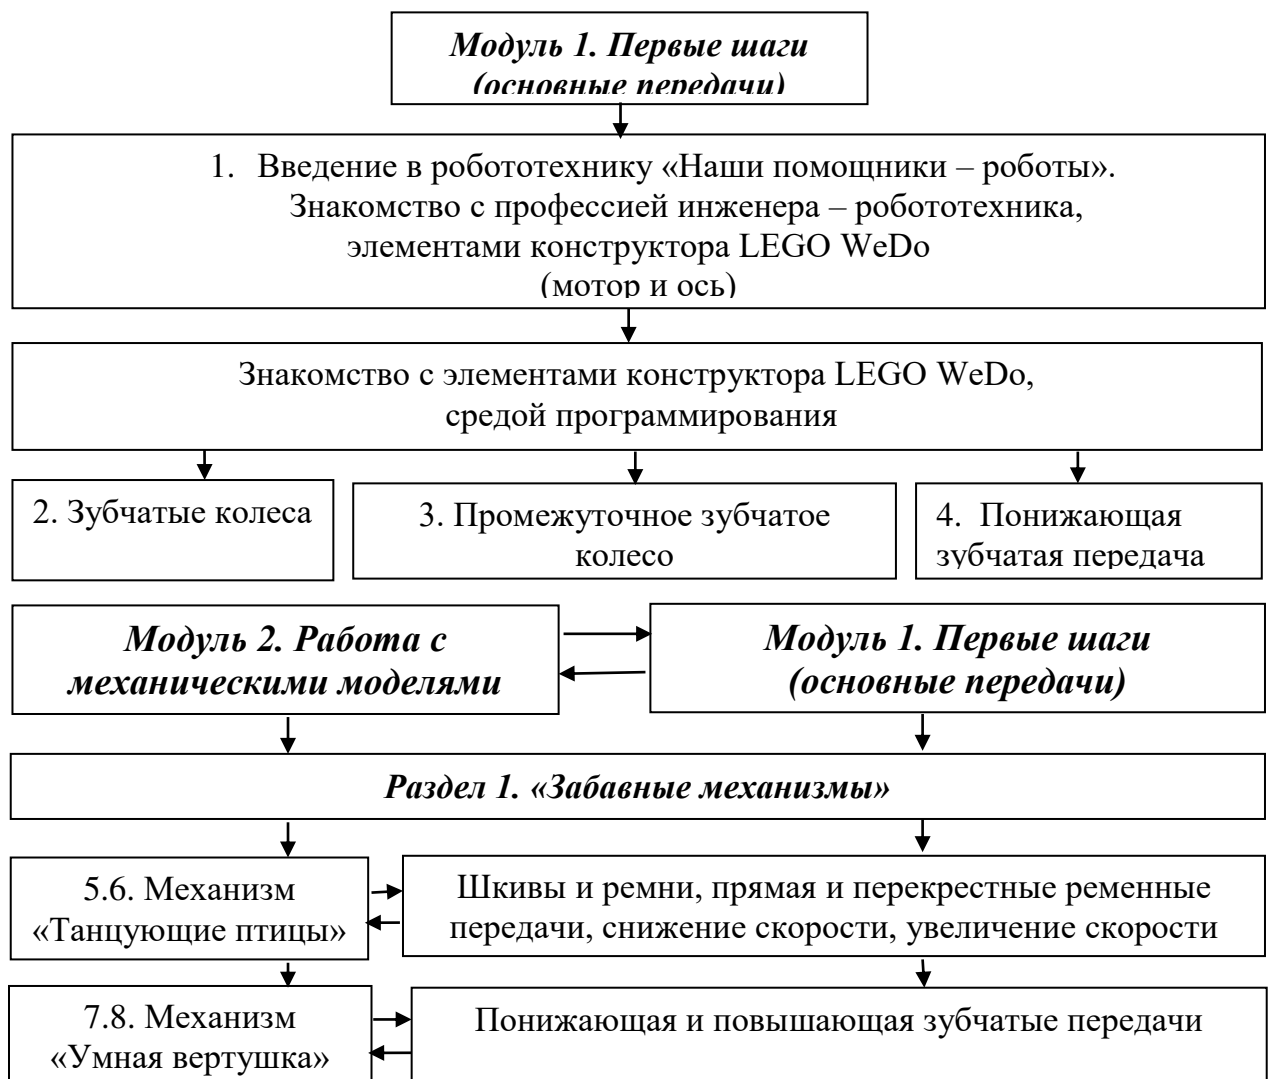 Модуль 1. Первые шаги
(основные передачи)
1. Введение в робототехнику «Наши помощники – роботы».
Знакомство с профессией инженера – робототехника,
элементами конструктора LEGO WeDo
(мотор и ось)
Знакомство с элементами конструктора LEGO WeDo,
средой программирования
2. Зубчатые колеса
3. Промежуточное зубчатое
колесо
4. Понижающая
зубчатая передача
Модуль 2. Работа с
механическими моделями
Модуль 1. Первые шаги
(основные передачи)
Раздел 1. «Забавные механизмы»
5.6. Механизм
«Танцующие птицы»
Шкивы и ремни, прямая и перекрестные ременные
передачи, снижение скорости, увеличение скорости
7.8. Механизм
«Умная вертушка»
Понижающая и повышающая зубчатые передачи